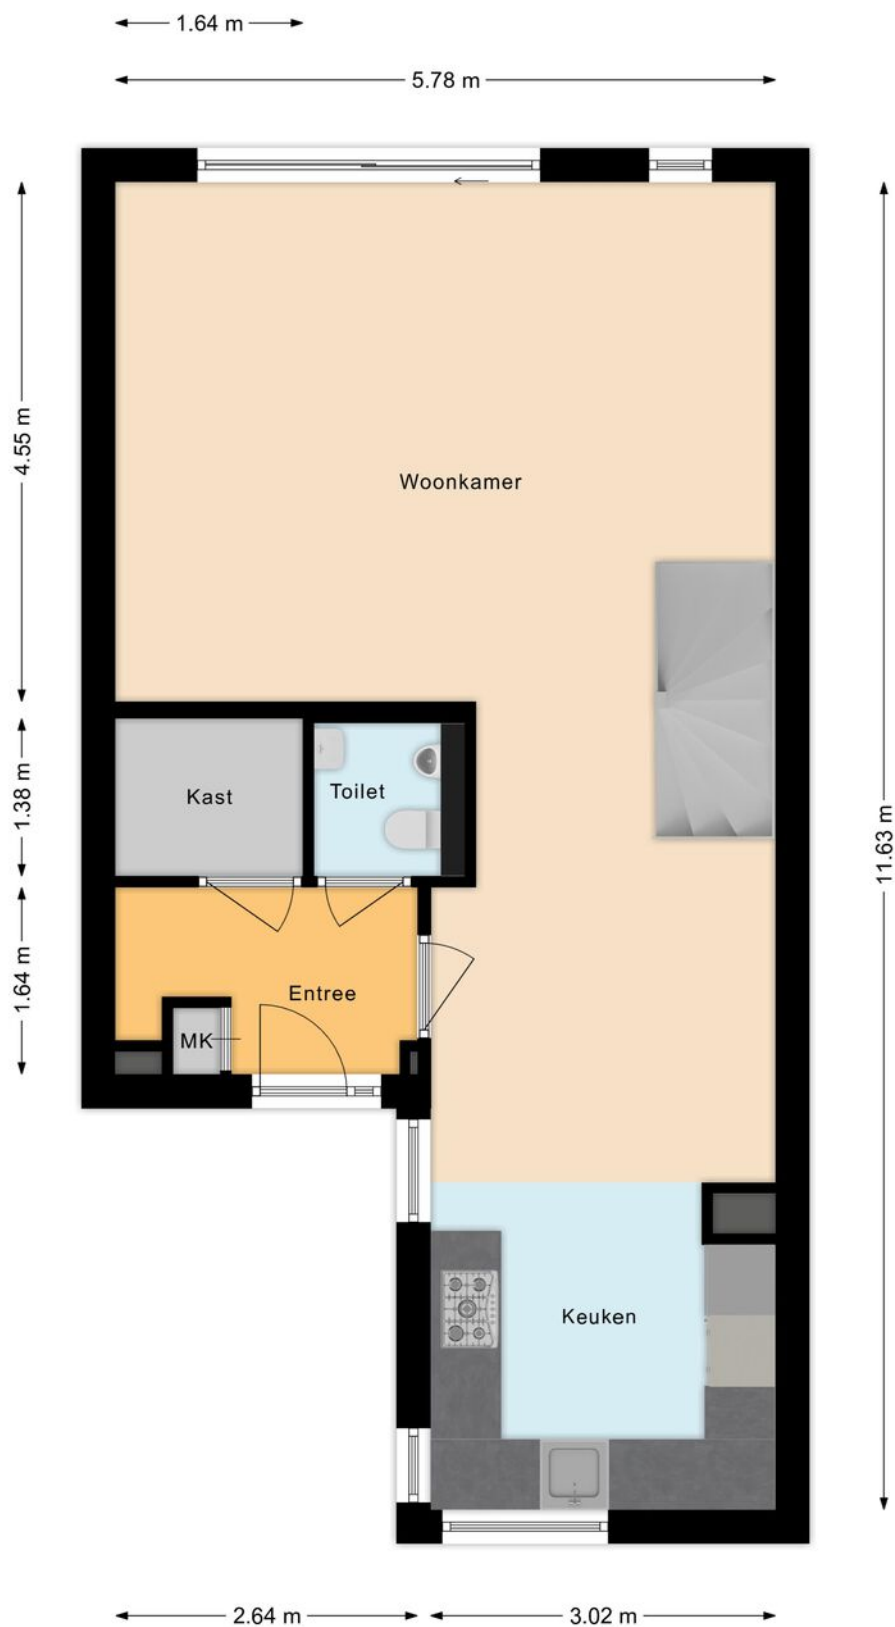 1.64 m
5.78 m
4.55 m
Woonkamer
1.38 m
Kast
Toilet
11.63 m
1.64 m
Entree
MK
Keuken
2.64 m
3.02 m